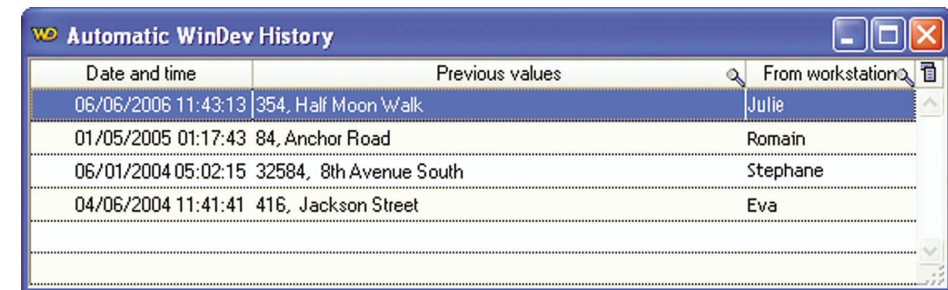 WD Automatic WinDev History
Date and time Previous values From workstation
06/06/2006 11:43:13 354, Half Moon Walk Julie
01/05/2005 01:17:43 84, Anchor Road Romain
06/01/2004 05:02:15 32584, 8th Avenue South Stephane
04/06/2004 11:41:41 416, Jackson Street Eva